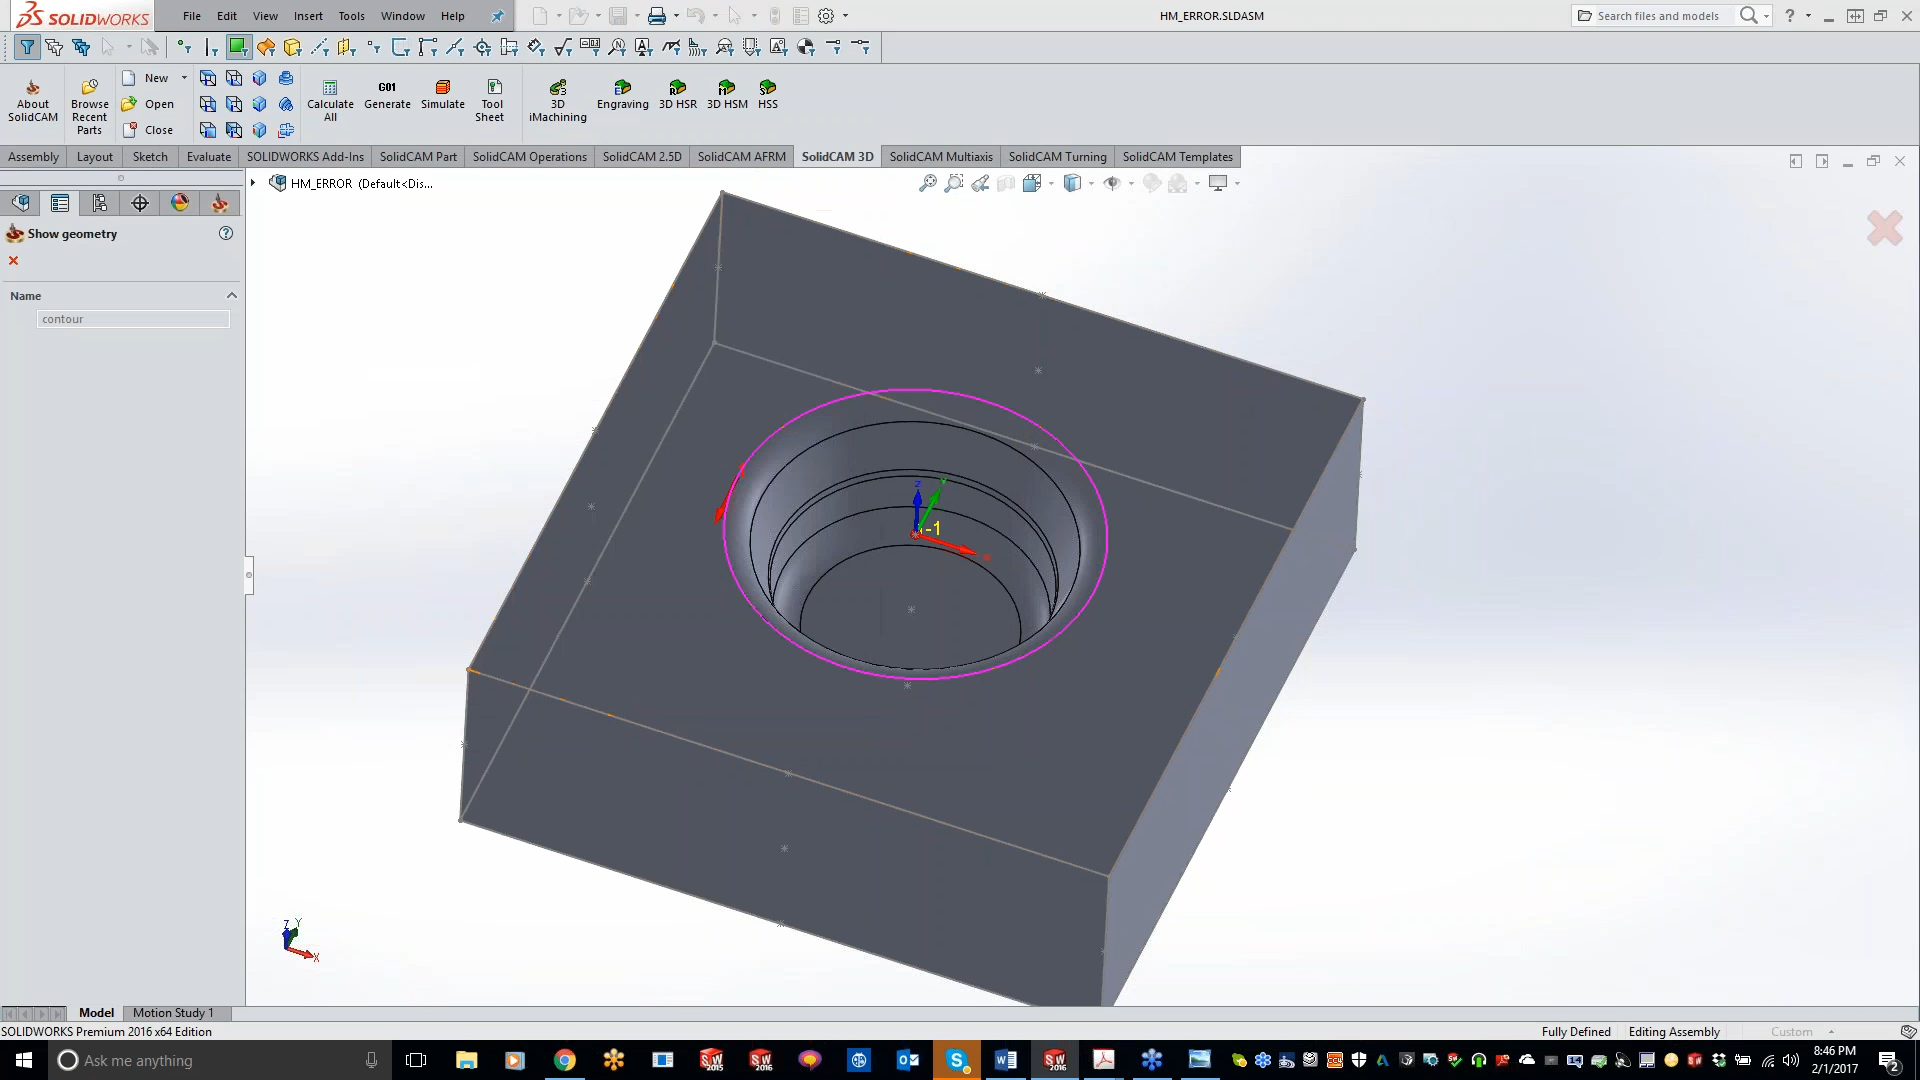 SOLIDWORKS
File Edit View Insert Tools Window Help
HM_ERROR.SLDASM
Search files and models
About SolidCAM
Browse Recent Parts
New
Open
Close
Calculate All
G01
Generate
Simulate
Tool Sheet
3D iMachining
Engraving
3D HSR
3D HSM
HSS
Assembly Layout Sketch Evaluate SOLIDWORKS Add-Ins SolidCAM Part SolidCAM Operations SolidCAM 2.5D SolidCAM AFRM SolidCAM 3D SolidCAM Multiaxis SolidCAM Turning SolidCAM Templates
HM_ERROR (Default<Dis...
Show geometry
Name
contour
Z
-1
Z Y
X
Model Motion Study 1
SOLIDWORKS Premium 2016 x64 Edition
Fully Defined Editing Assembly Custom
Ask me anything
8:46 PM
2/1/2017